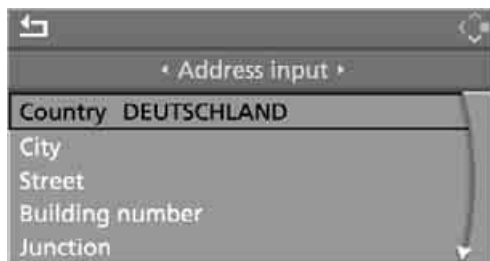 Address input
Country DEUTSCHLAND
City
Street
Building number
Junction